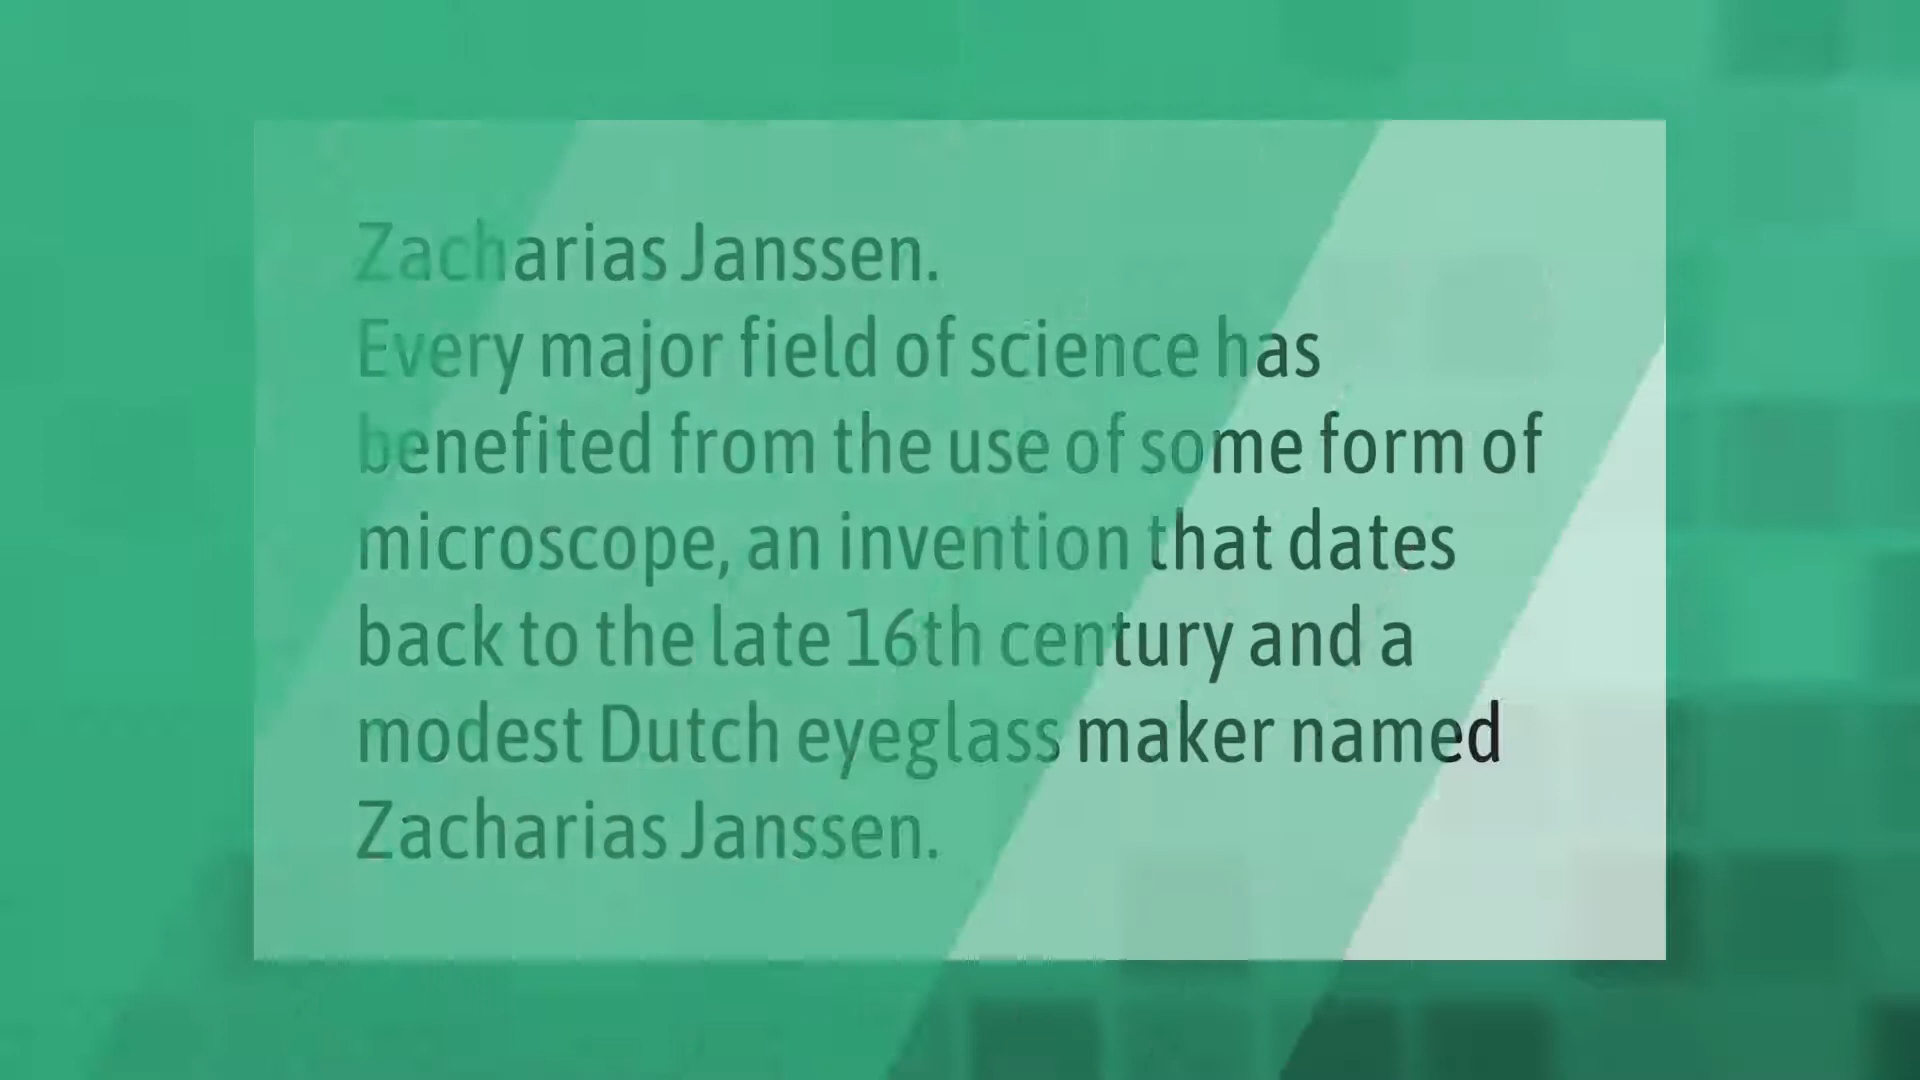 Zacharias Janssen.
Every major field of science has
benefited from the use of some form of
microscope, an invention that dates
back to the late 16th century and a
modest Dutch eyeglass maker named
Zacharias Janssen.